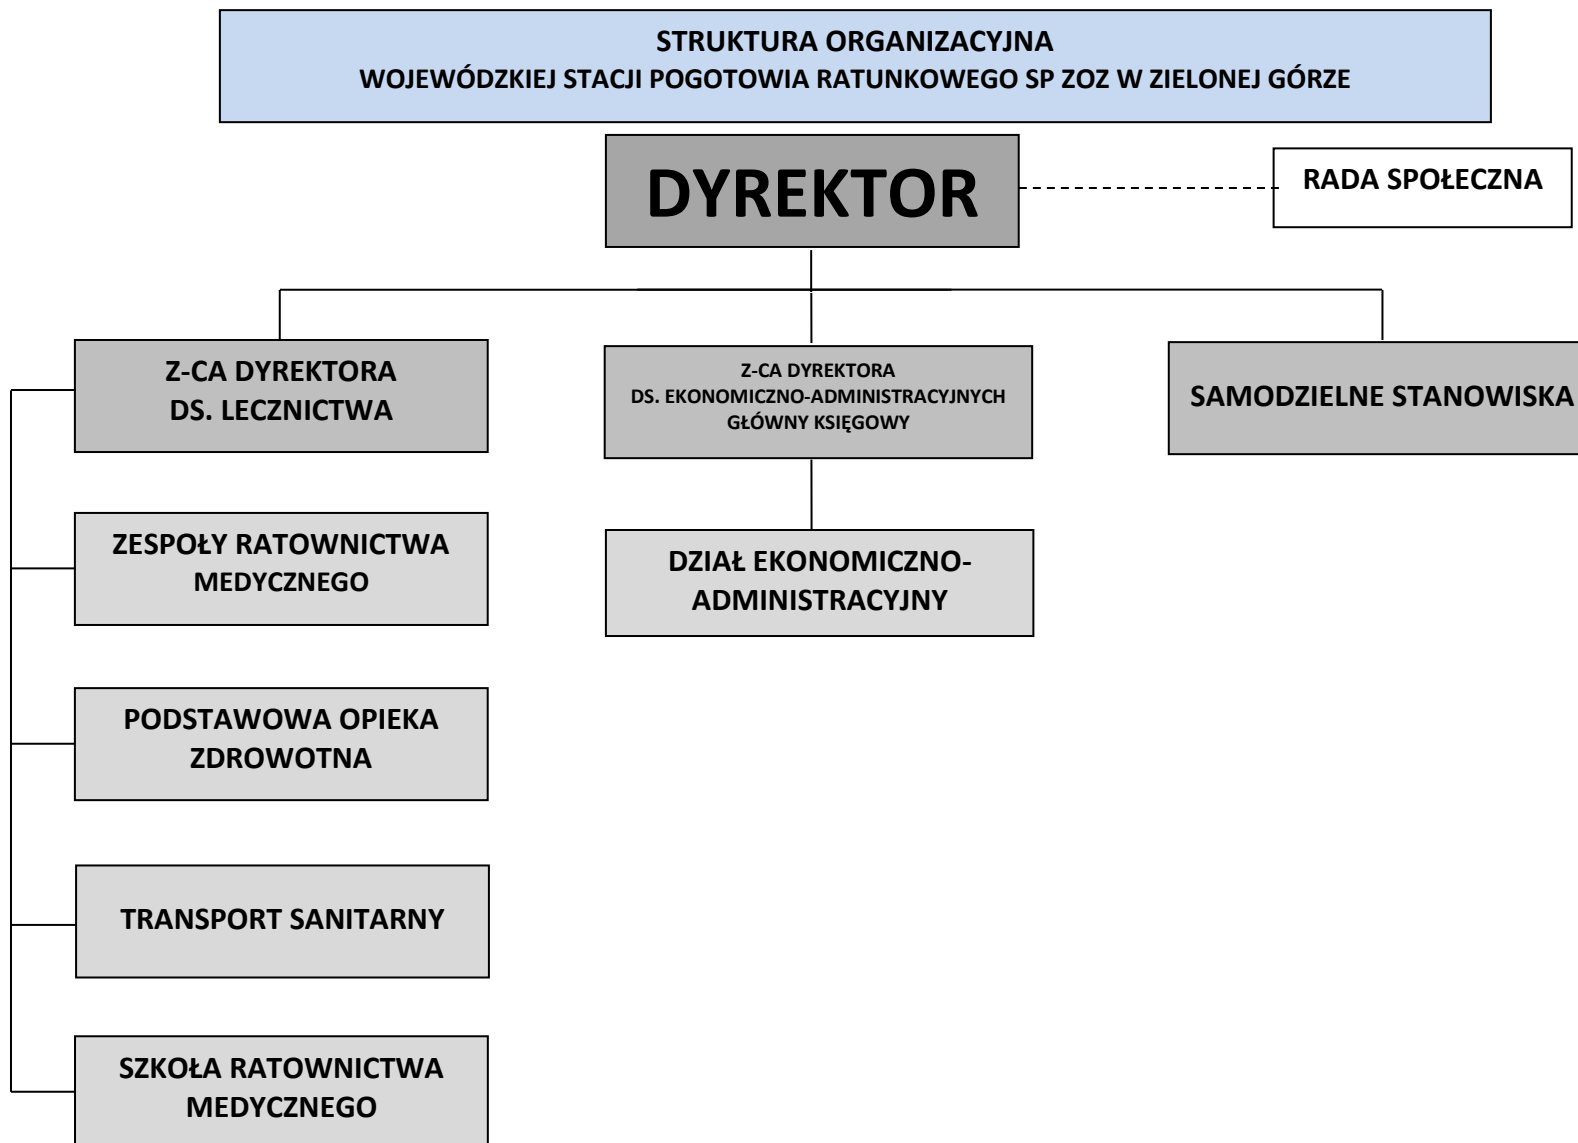 STRUKTURA ORGANIZACYJNA
WOJEWÓDZKIEJ STACJI POGOTOWIA RATUNKOWEGO SP ZOZ W ZIELONEJ GÓRZE
DYREKTOR
RADA SPOŁECZNA
Z-CA DYREKTORA
DS. LECZNICTWA
Z-CA DYREKTORA
DS. EKONOMICZNO-ADMINISTRACYJNYCH
GŁÓWNY KSIĘGOWY
SAMODZIELNE STANOWISKA
ZESPOŁY RATOWNICTWA
MEDYCZNEGO
DZIAŁ EKONOMICZNO-
ADMINISTRACYJNY
PODSTAWOWA OPIEKA
ZDROWOTNA
TRANSPORT SANITARNY
SZKOŁA RATOWNICTWA
MEDYCZNEGO